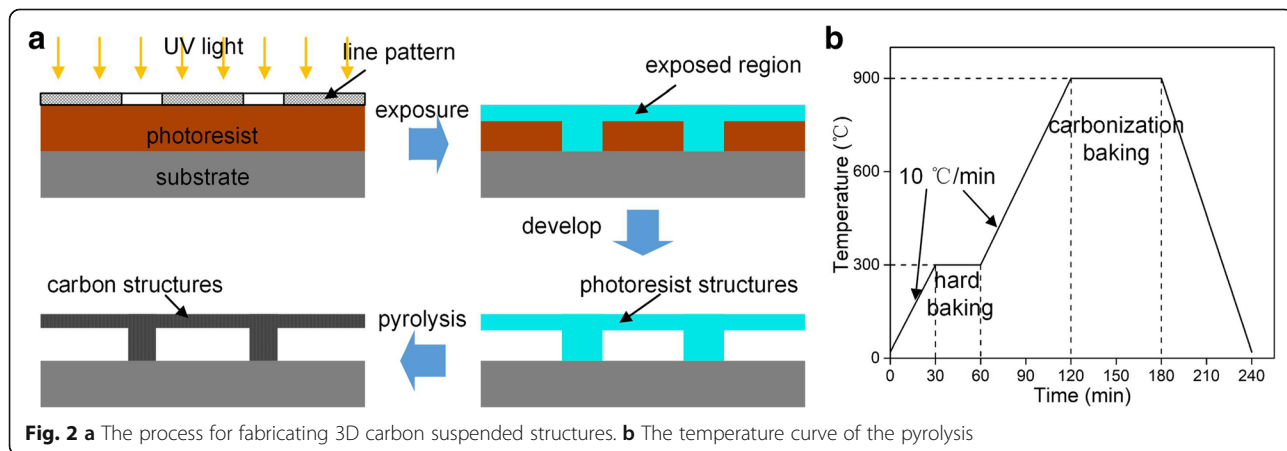 a
UV light
line pattern
photoresist
substrate
exposure
exposed region
develop
carbon structures
pyrolysis
photoresist structures
b
Temperature (℃)
900
600
300
0
10 ℃/min
hard
baking
carbonization
baking
0 30 60 90 120 150 180 210 240
Time (min)
Fig. 2 a The process for fabricating 3D carbon suspended structures. b The temperature curve of the pyrolysis